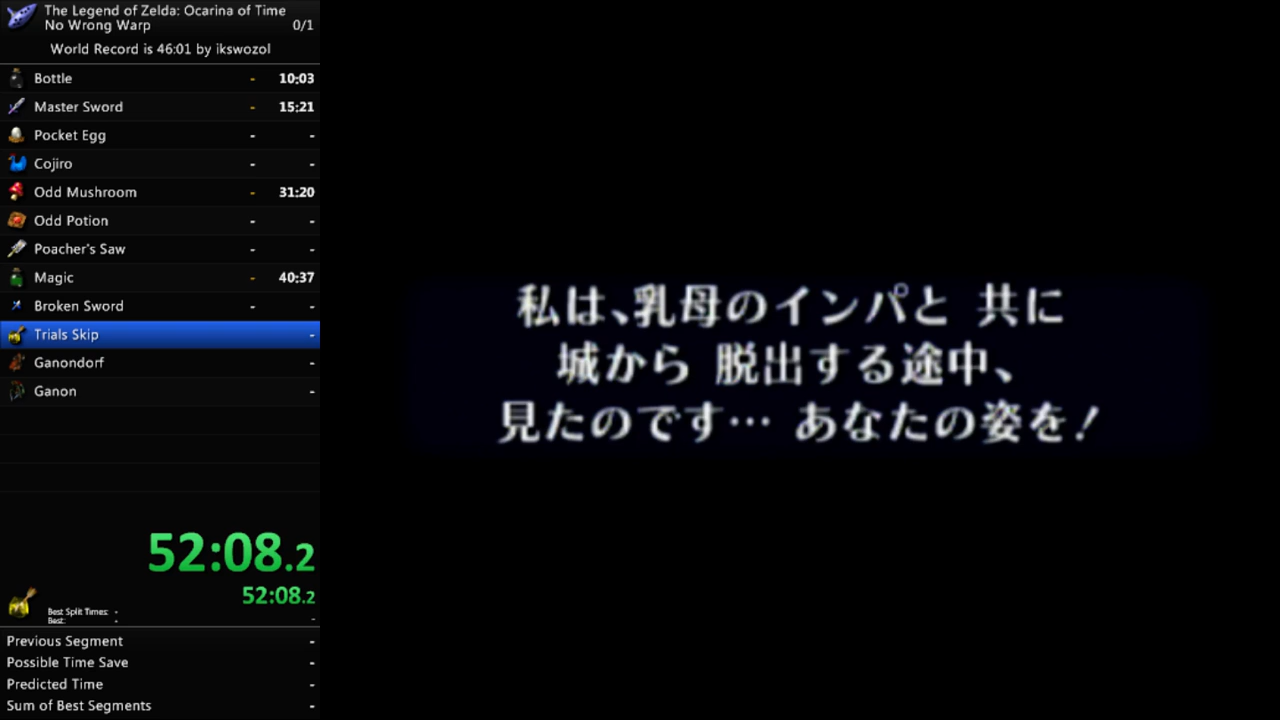 The Legend of Zelda: Ocarina of Time
No Wrong Warp
0/1
World Record is 46:01 by ikswozol
Bottle - 10:03
Master Sword - 15:21
Pocket Egg - -
Cojiro - -
Odd Mushroom - 31:20
Odd Potion - -
Poacher's Saw - -
Magic - 40:37
Broken Sword - -
Trials Skip -
Ganondorf -
Ganon -
52:08.2
52:08.2
Best Split Times: -
Best: - -
Previous Segment -
Possible Time Save -
Predicted Time -
Sum of Best Segments -
私は、乳母のインパと 共に
城から 脱出する途中、
見たのです… あなたの姿を!